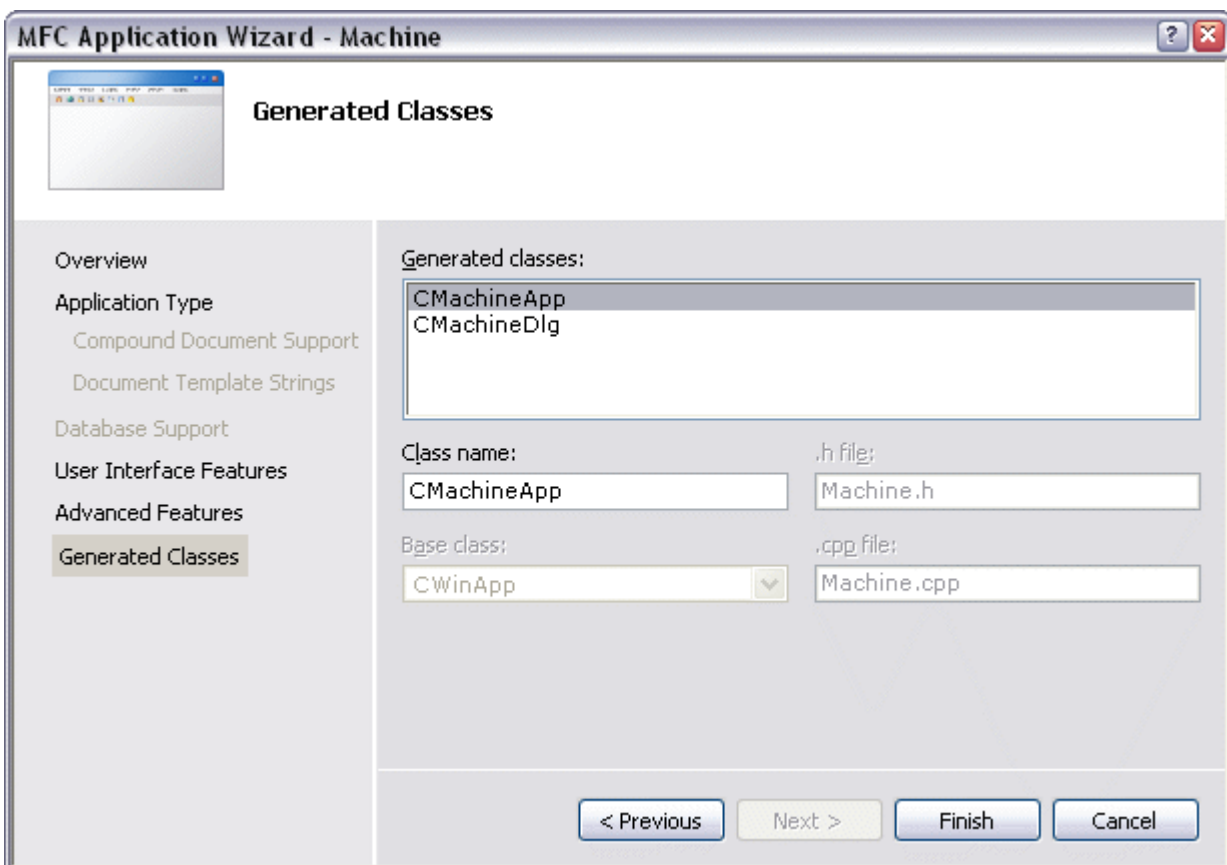 MFC Application Wizard - Machine
Generated Classes
Overview
Application Type
Compound Document Support
Document Template Strings
Database Support
User Interface Features
Advanced Features
Generated Classes
Generated classes:
CMachineApp
CMachineDlg
Class name:
.h file:
CMachineApp
Machine.h
Base class:
.cpp file:
CWinApp
Machine.cpp
< Previous
Next >
Finish
Cancel